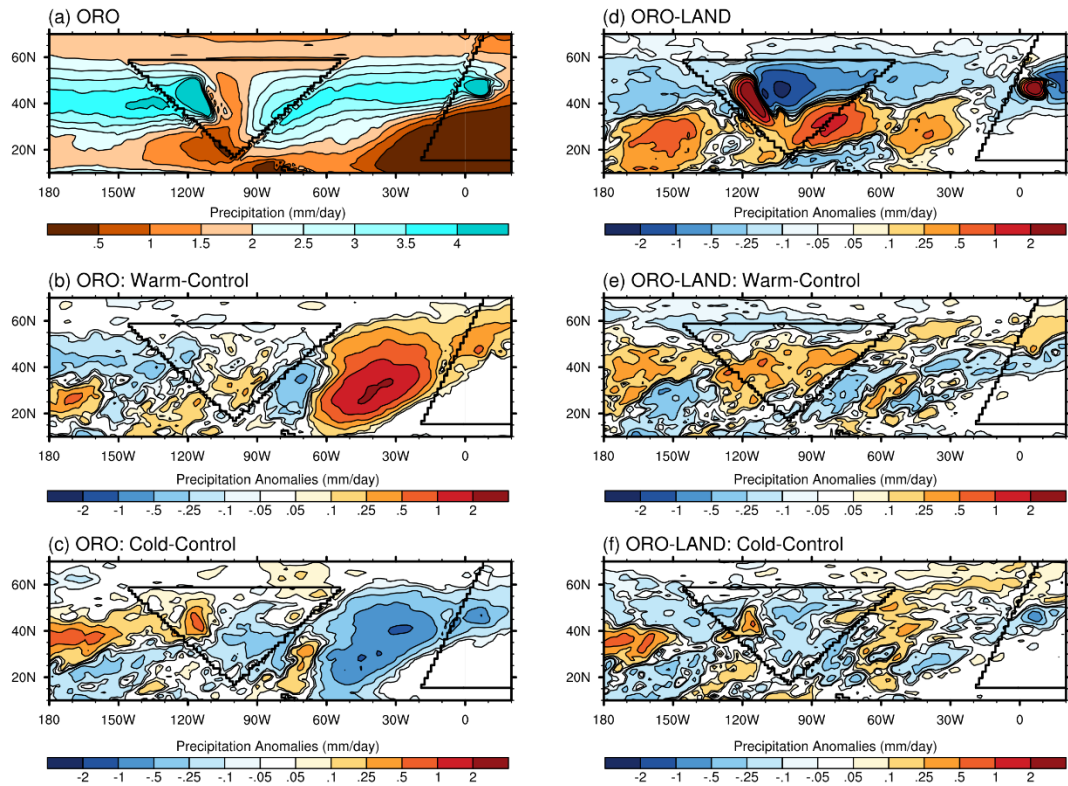 (a) ORO
60N
40N
20N
180 150W 120W 90W 60W 30W 0
Precipitation (mm/day)
.5 1 1.5 2 2.5 3 3.5 4
(b) ORO: Warm-Control
60N
40N
20N
180 150W 120W 90W 60W 30W 0
Precipitation Anomalies (mm/day)
-2 -1 -.5 -.25 -.1 -.05 .05 .1 .25 .5 1 2
(c) ORO: Cold-Control
60N
40N
20N
180 150W 120W 90W 60W 30W 0
Precipitation Anomalies (mm/day)
-2 -1 -.5 -.25 -.1 -.05 .05 .1 .25 .5 1 2
(d) ORO-LAND
60N
40N
20N
180 150W 120W 90W 60W 30W 0
Precipitation Anomalies (mm/day)
-2 -1 -.5 -.25 -.1 -.05 .05 .1 .25 .5 1 2
(e) ORO-LAND: Warm-Control
60N
40N
20N
180 150W 120W 90W 60W 30W 0
Precipitation Anomalies (mm/day)
-2 -1 -.5 -.25 -.1 -.05 .05 .1 .25 .5 1 2
(f) ORO-LAND: Cold-Control
60N
40N
20N
180 150W 120W 90W 60W 30W 0
Precipitation Anomalies (mm/day)
-2 -1 -.5 -.25 -.1 -.05 .05 .1 .25 .5 1 2